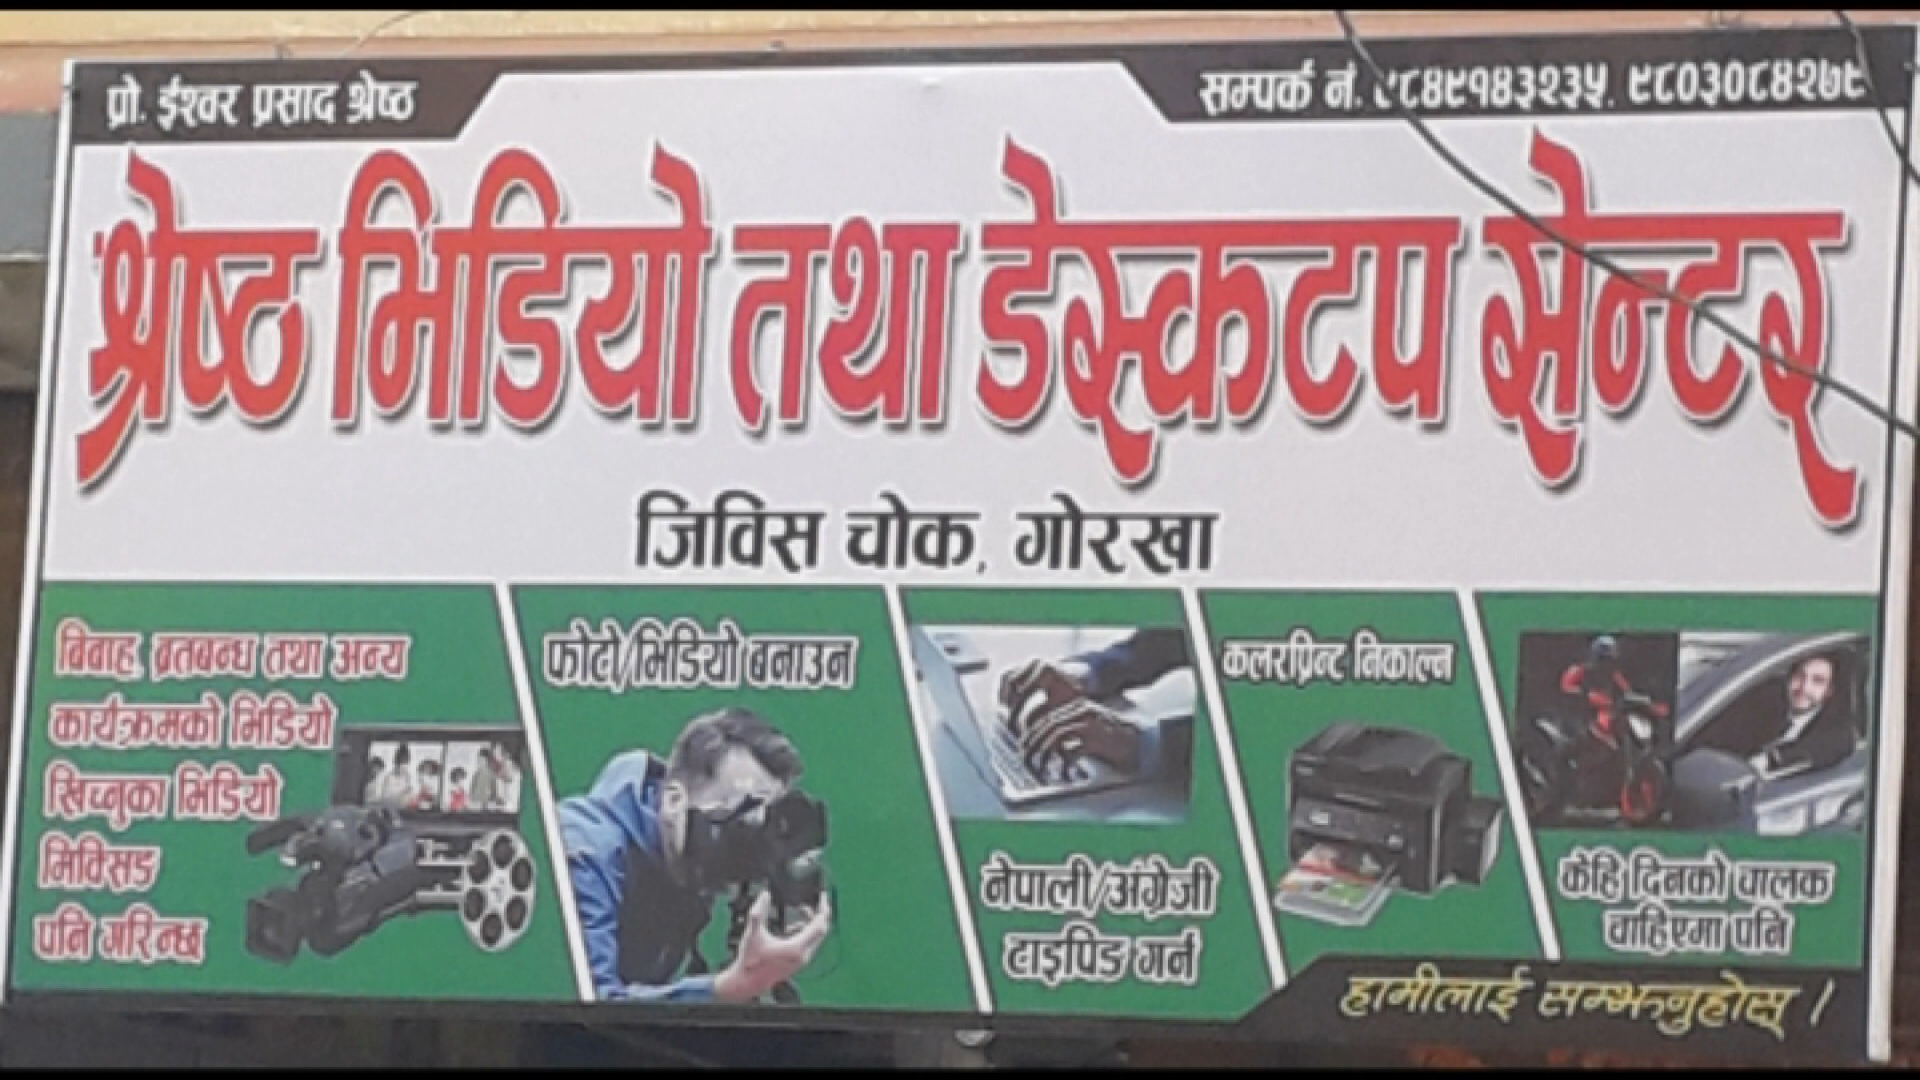 प्रो. ईश्वर प्रसाद श्रेष्ठ
सम्पर्क नं. ९८४९१४३२३५, ९८०३०८४२७९
श्रेष्ठ भिडियो तथा डेस्कटप सेन्टर
जिविस चोक, गोरखा
बिवाह, ब्रतबन्ध तथा अन्य
कार्यक्रमको भिडियो
खिच्नुका भिडियो
मिक्सिङ
पनि गरिन्छ
फोटो/भिडियो बनाउन
नेपाली/अंग्रेजी
टाइपिङ गर्न
कलरप्रिन्ट निकाल्न
केहि दिनको चालक
चाहिएमा पनि
हामीलाई सम्झनुहोस् ।